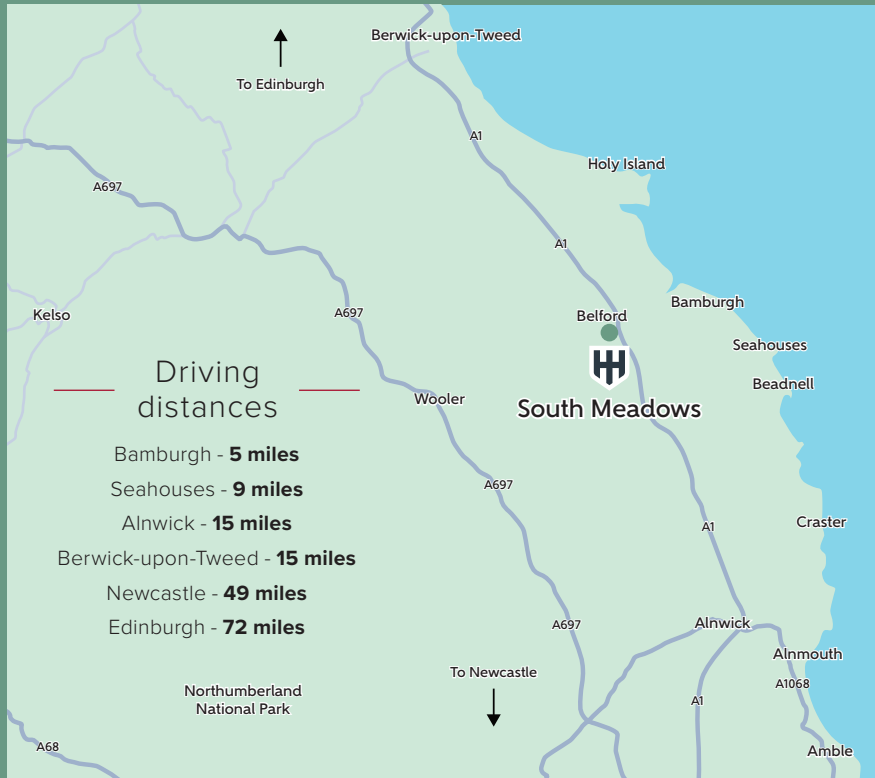 Berwick-upon-Tweed
To Edinburgh
A1
Holy Island
A697
A1
Bamburgh
Kelso
A697
Belford
Seahouses
Driving
distances
Beadnell
Wooler
South Meadows
Bamburgh - 5 miles
Seahouses - 9 miles
A697
Alnwick - 15 miles
Craster
A1
Berwick-upon-Tweed - 15 miles
Newcastle - 49 miles
Edinburgh - 72 miles
A697
Alnwick
Alnmouth
To Newcastle
A1068
Northumberland
National Park
A1
A68
Amble